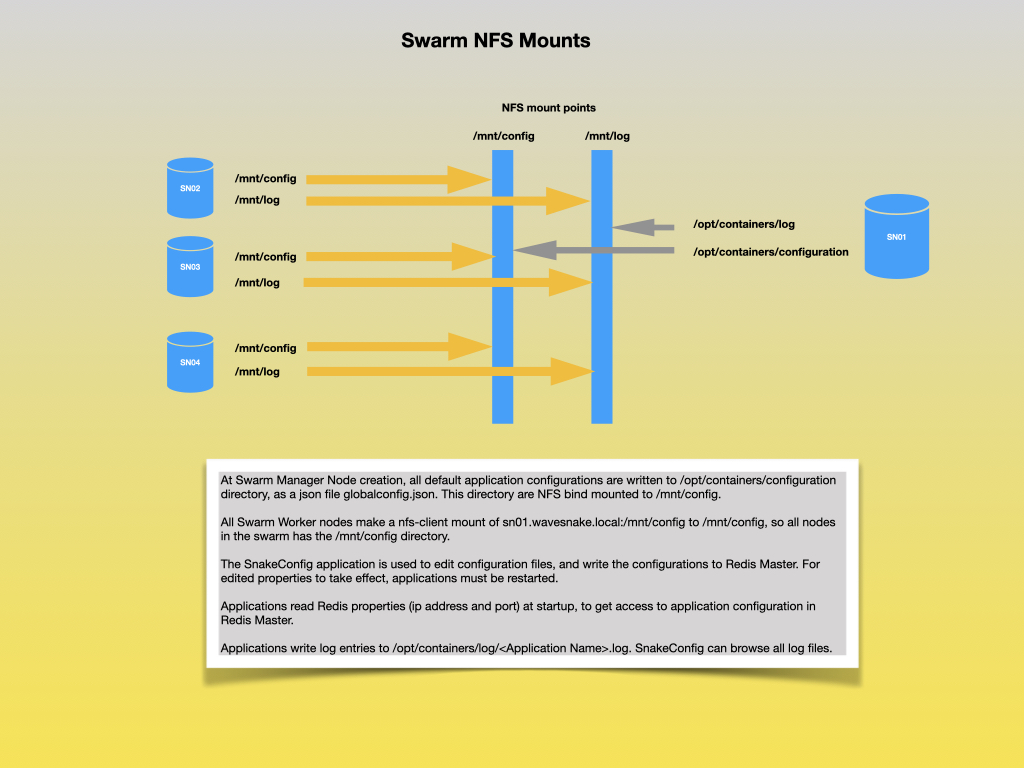 Swarm NFS Mounts
NFS mount points
/mnt/config
/mnt/log
SN02
/mnt/config
/mnt/log
/opt/containers/log
/opt/containers/configuration
SN01
SN03
/mnt/config
/mnt/log
SN04
/mnt/config
/mnt/log
At Swarm Manager Node creation, all default application configurations are written to /opt/containers/configuration
directory, as a json file globalconfig.json. This directory are NFS bind mounted to /mnt/config.
All Swarm Worker nodes make a nfs-client mount of sn01.wavesnake.local:/mnt/config to /mnt/config, so all nodes
in the swarm has the /mnt/config directory.
The SnakeConfig application is used to edit configuration files, and write the configurations to Redis Master. For
edited properties to take effect, applications must be restarted.
Applications read Redis properties (ip address and port) at startup, to get access to application configuration in
Redis Master.
Applications write log entries to /opt/containers/log/<Application Name>.log. SnakeConfig can browse all log files.